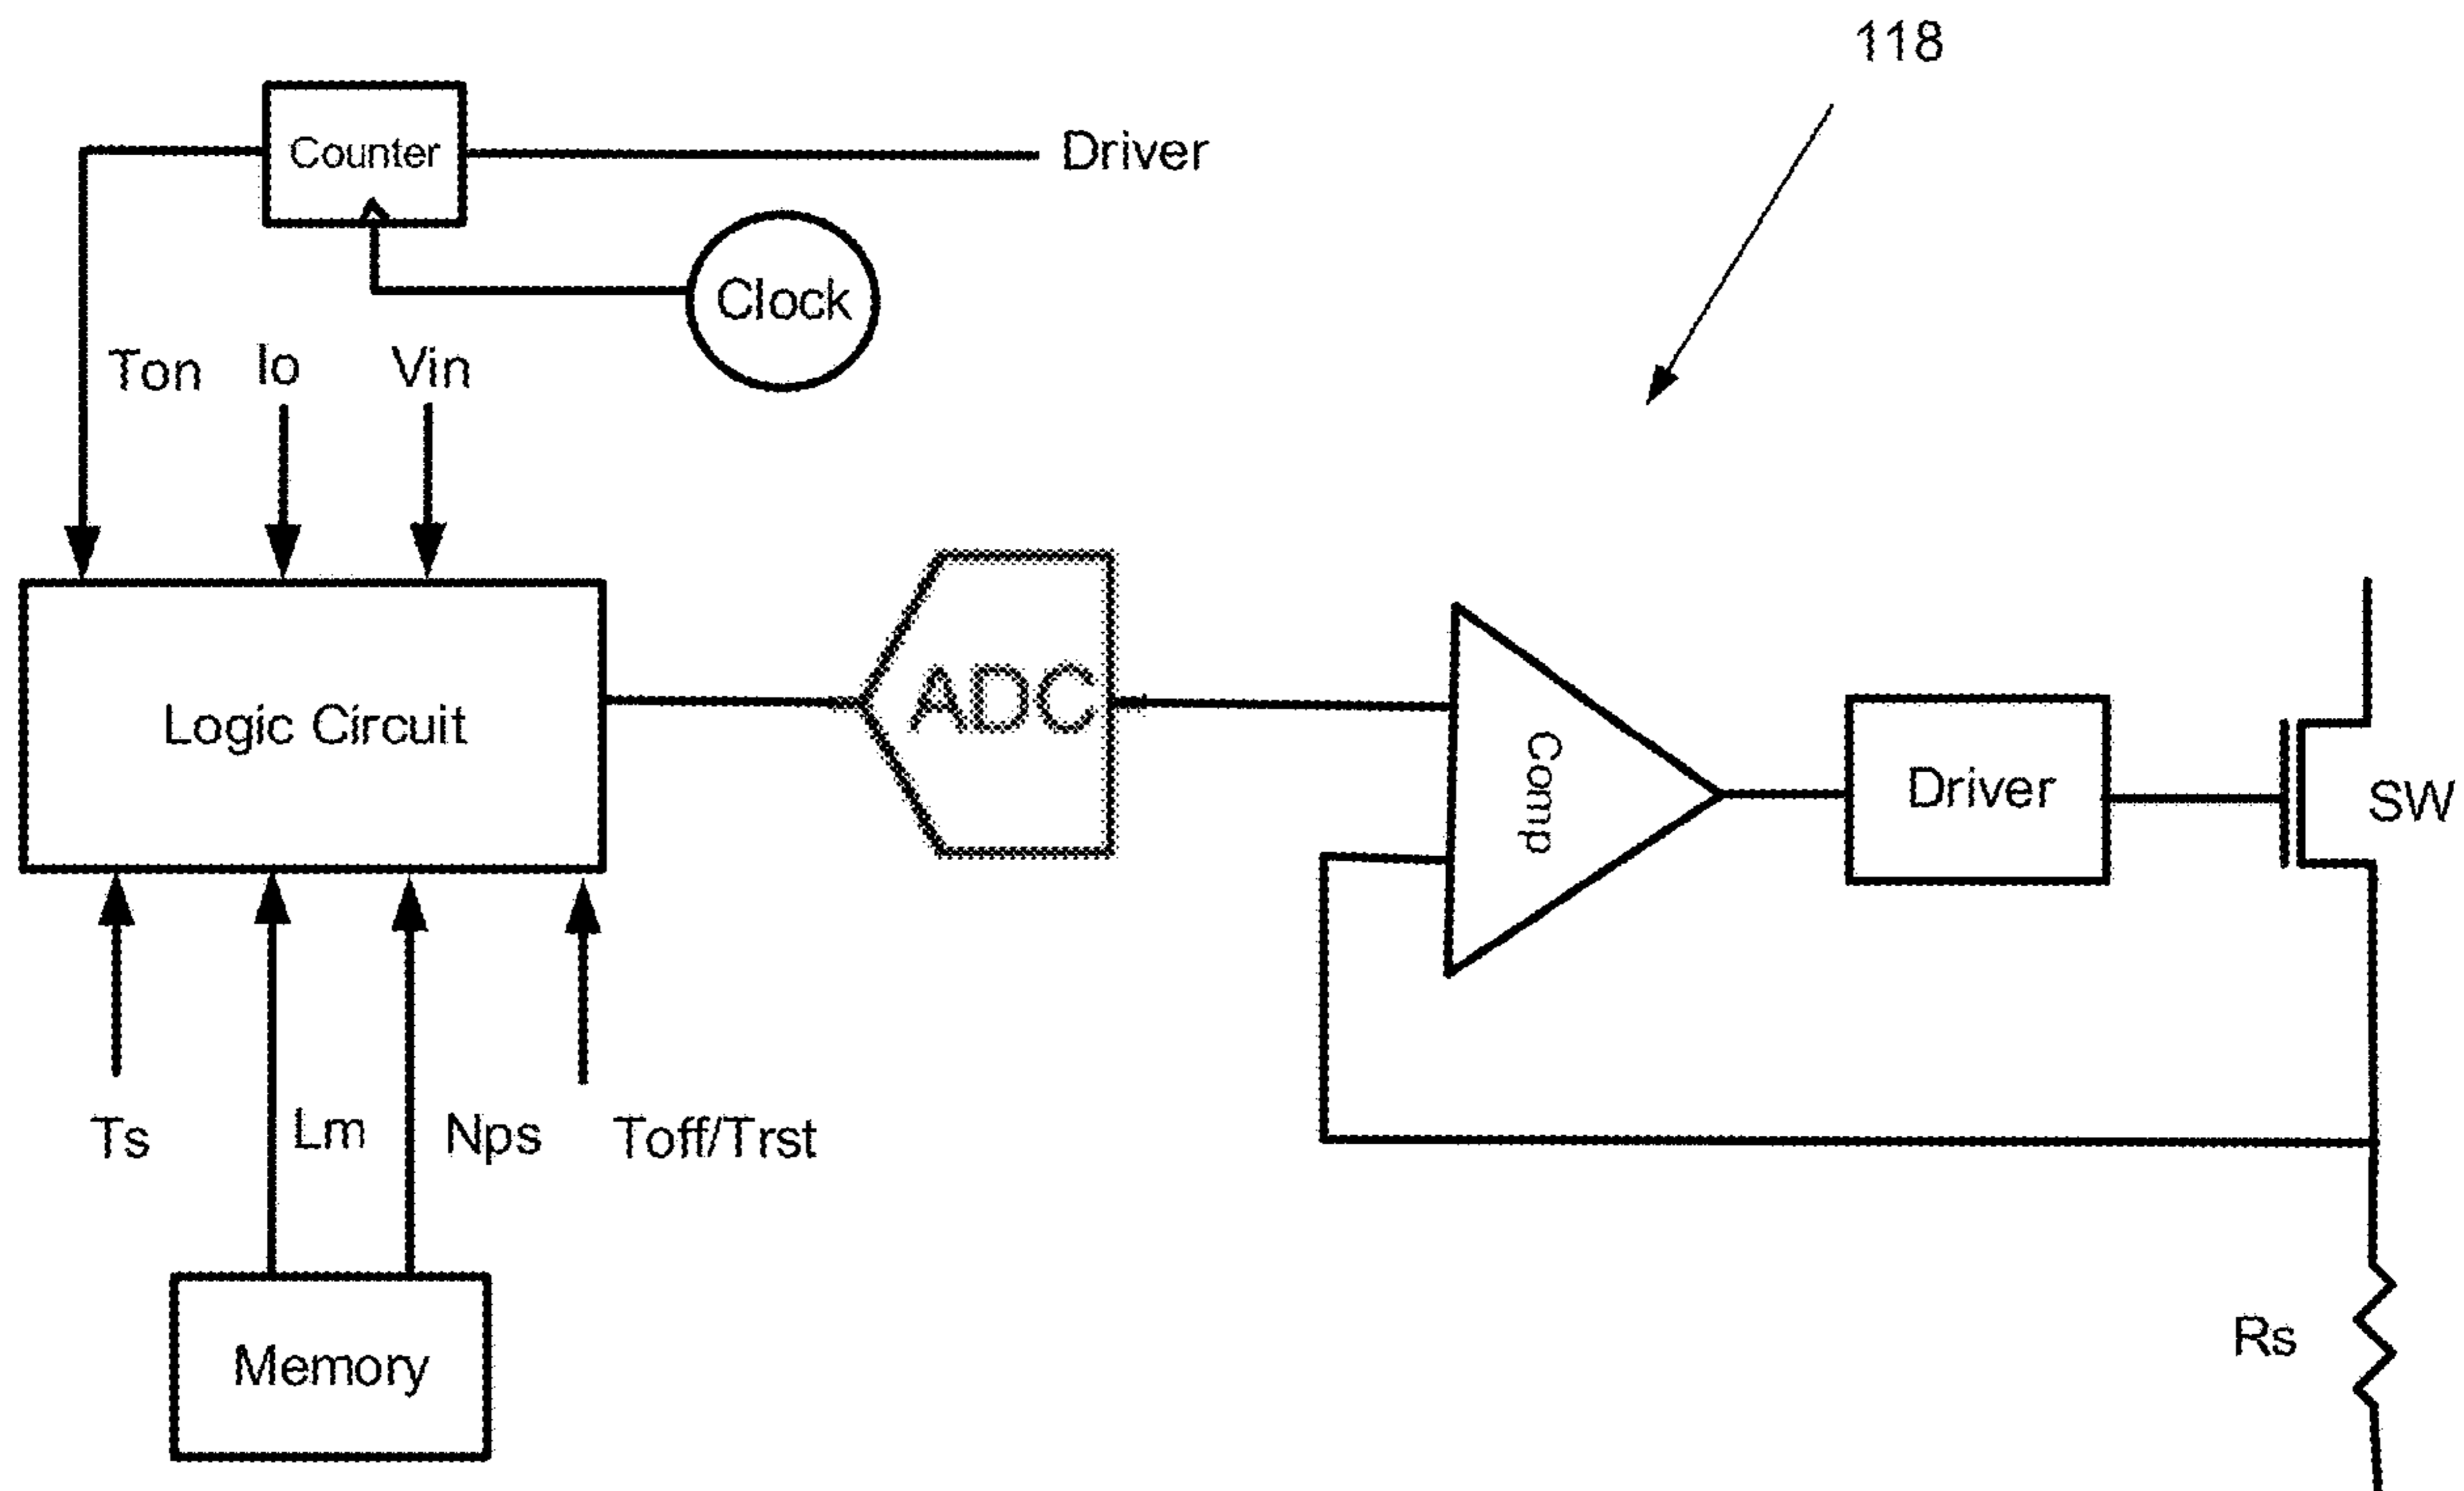 118
Counter
Driver
Clock
Ton
Io
Vin
Logic Circuit
ADC
Comp
Driver
SW
Ts
Lm
Nps
Toff/Trst
Memory
Rs